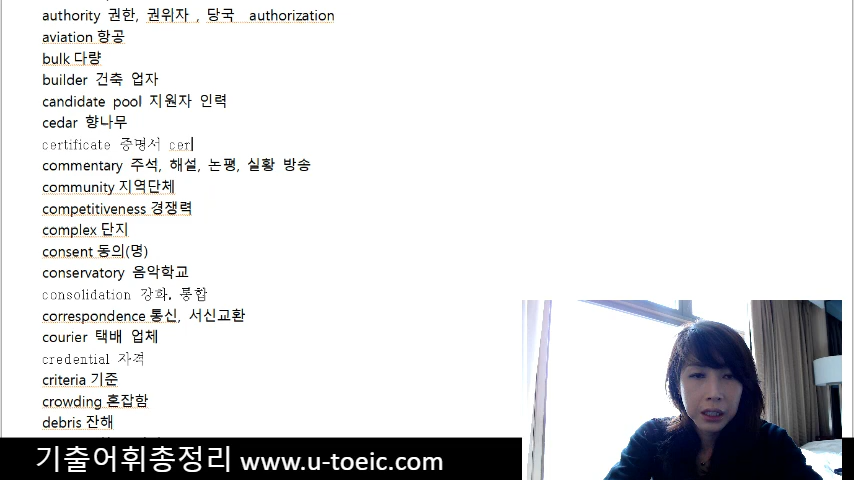 authority 권한, 권위자 , 당국 authorization
aviation 항공
bulk 다량
builder 건축 업자
candidate pool 지원자 인력
cedar 향나무
certificate 증명서 cer
commentary 주석, 해설, 논평, 실황 방송
community 지역단체
competitiveness 경쟁력
complex 단지
consent 동의(명)
conservatory 음악학교
consolidation 강화, 통합
correspondence 통신, 서신교환
courier 택배 업체
credential 자격
criteria 기준
crowding 혼잡함
debris 잔해
기출어휘총정리 www.u-toeic.com